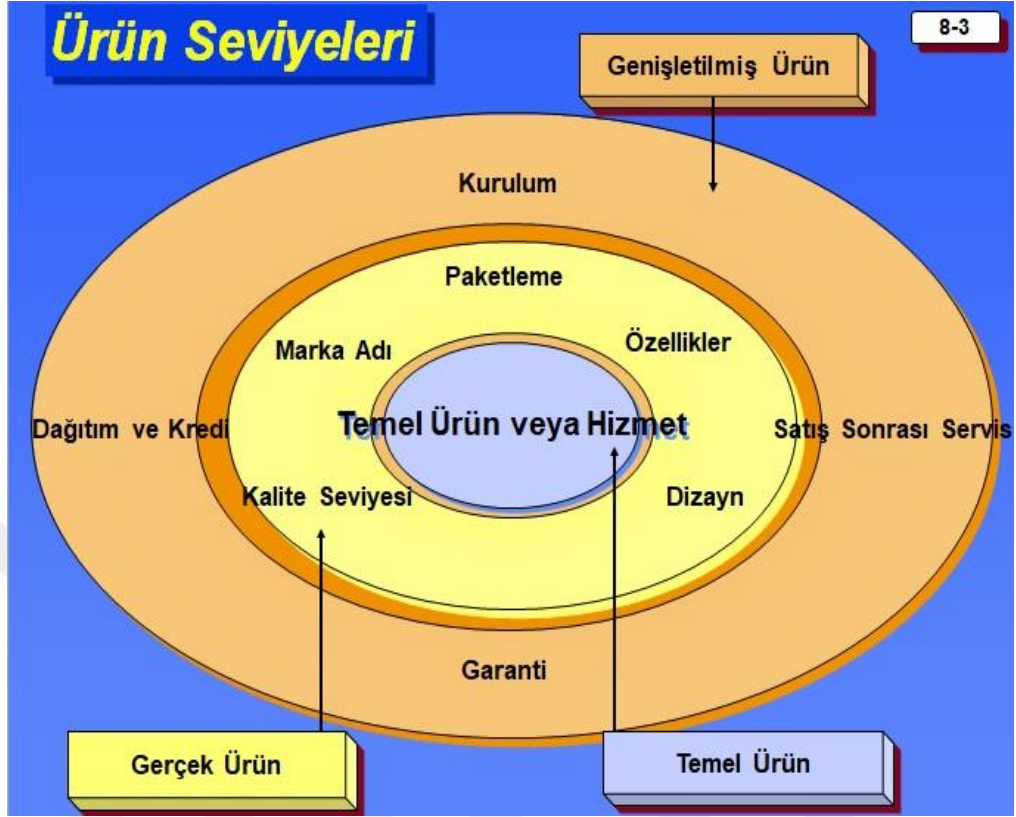 Ürün Seviyeleri
8-3
Genişletilmiş Ürün
Kurulum
Paketleme
Marka Adı
Özellikler
Temel Ürün veya Hizmet
Dağıtım ve Kredi
Satış Sonrası Servis
Kalite Seviyesi
Dizayn
Garanti
Gerçek Ürün
Temel Ürün